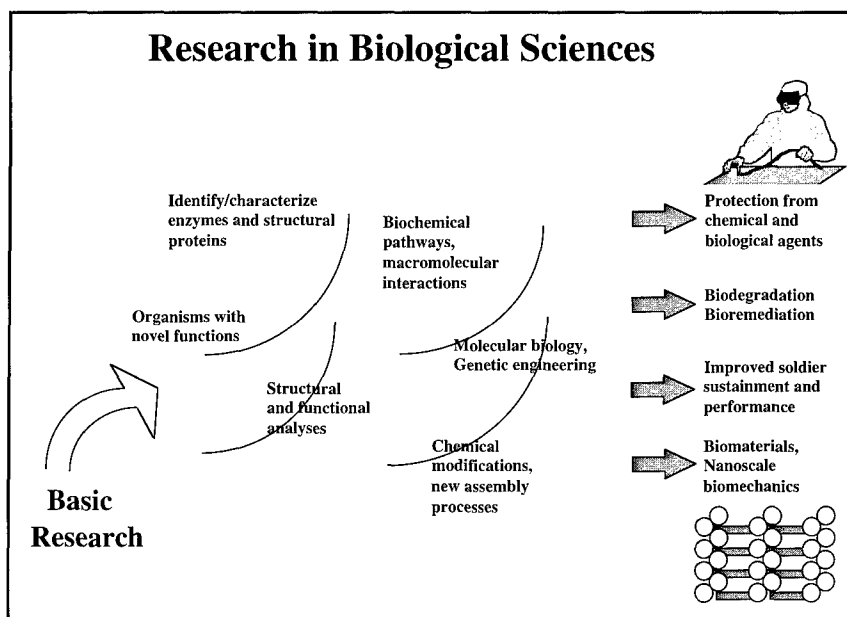 Research in Biological Sciences
Identify/characterize
enzymes and structural
proteins
Organisms with
novel functions
Structural
and functional
analyses
Biochemical
pathways,
macromolecular
interactions
Molecular biology,
Genetic engineering
Chemical
modifications,
new assembly
processes
Protection from
chemical and
biological agents
Biodegradation
Bioremediation
Improved soldier
sustainment and
performance
Biomaterials,
Nanoscale
biomechanics
Basic
Research